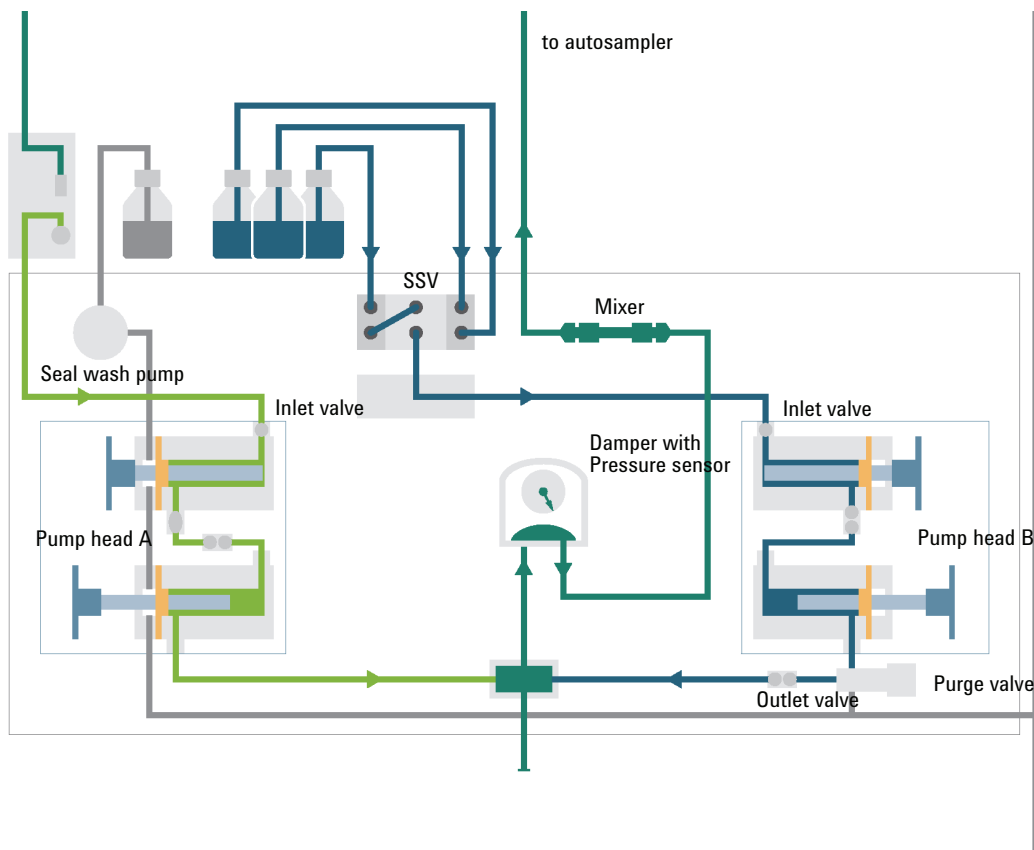 to autosampler
SSV
Mixer
Seal wash pump
Inlet valve
Inlet valve
Damper with
Pressure sensor
Pump head A
Pump head B
Purge valve
Outlet valve